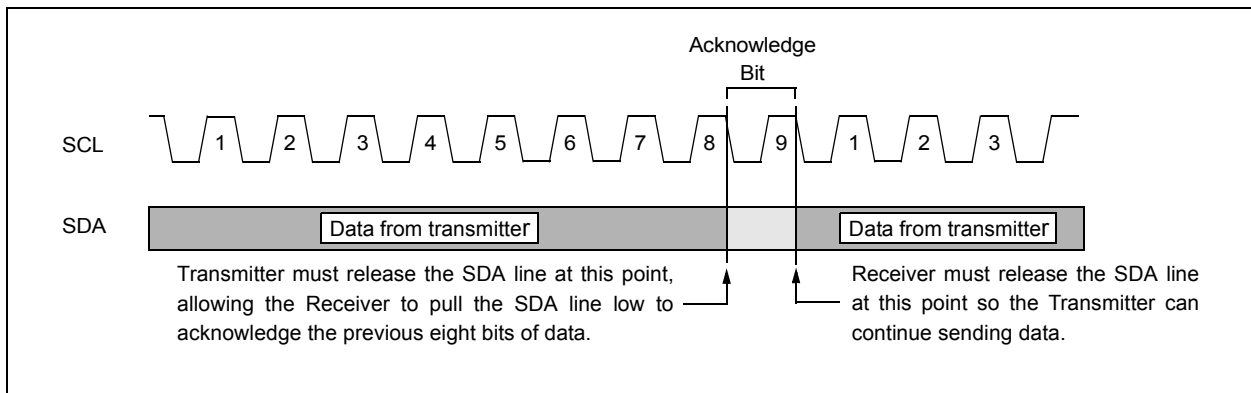 Acknowledge
Bit
SCL
1 2 3 4 5 6 7 8 9 1 2 3
SDA
Data from transmitter
Data from transmitter
Transmitter must release the SDA line at this point,
allowing the Receiver to pull the SDA line low to
acknowledge the previous eight bits of data.
Receiver must release the SDA line
at this point so the Transmitter can
continue sending data.